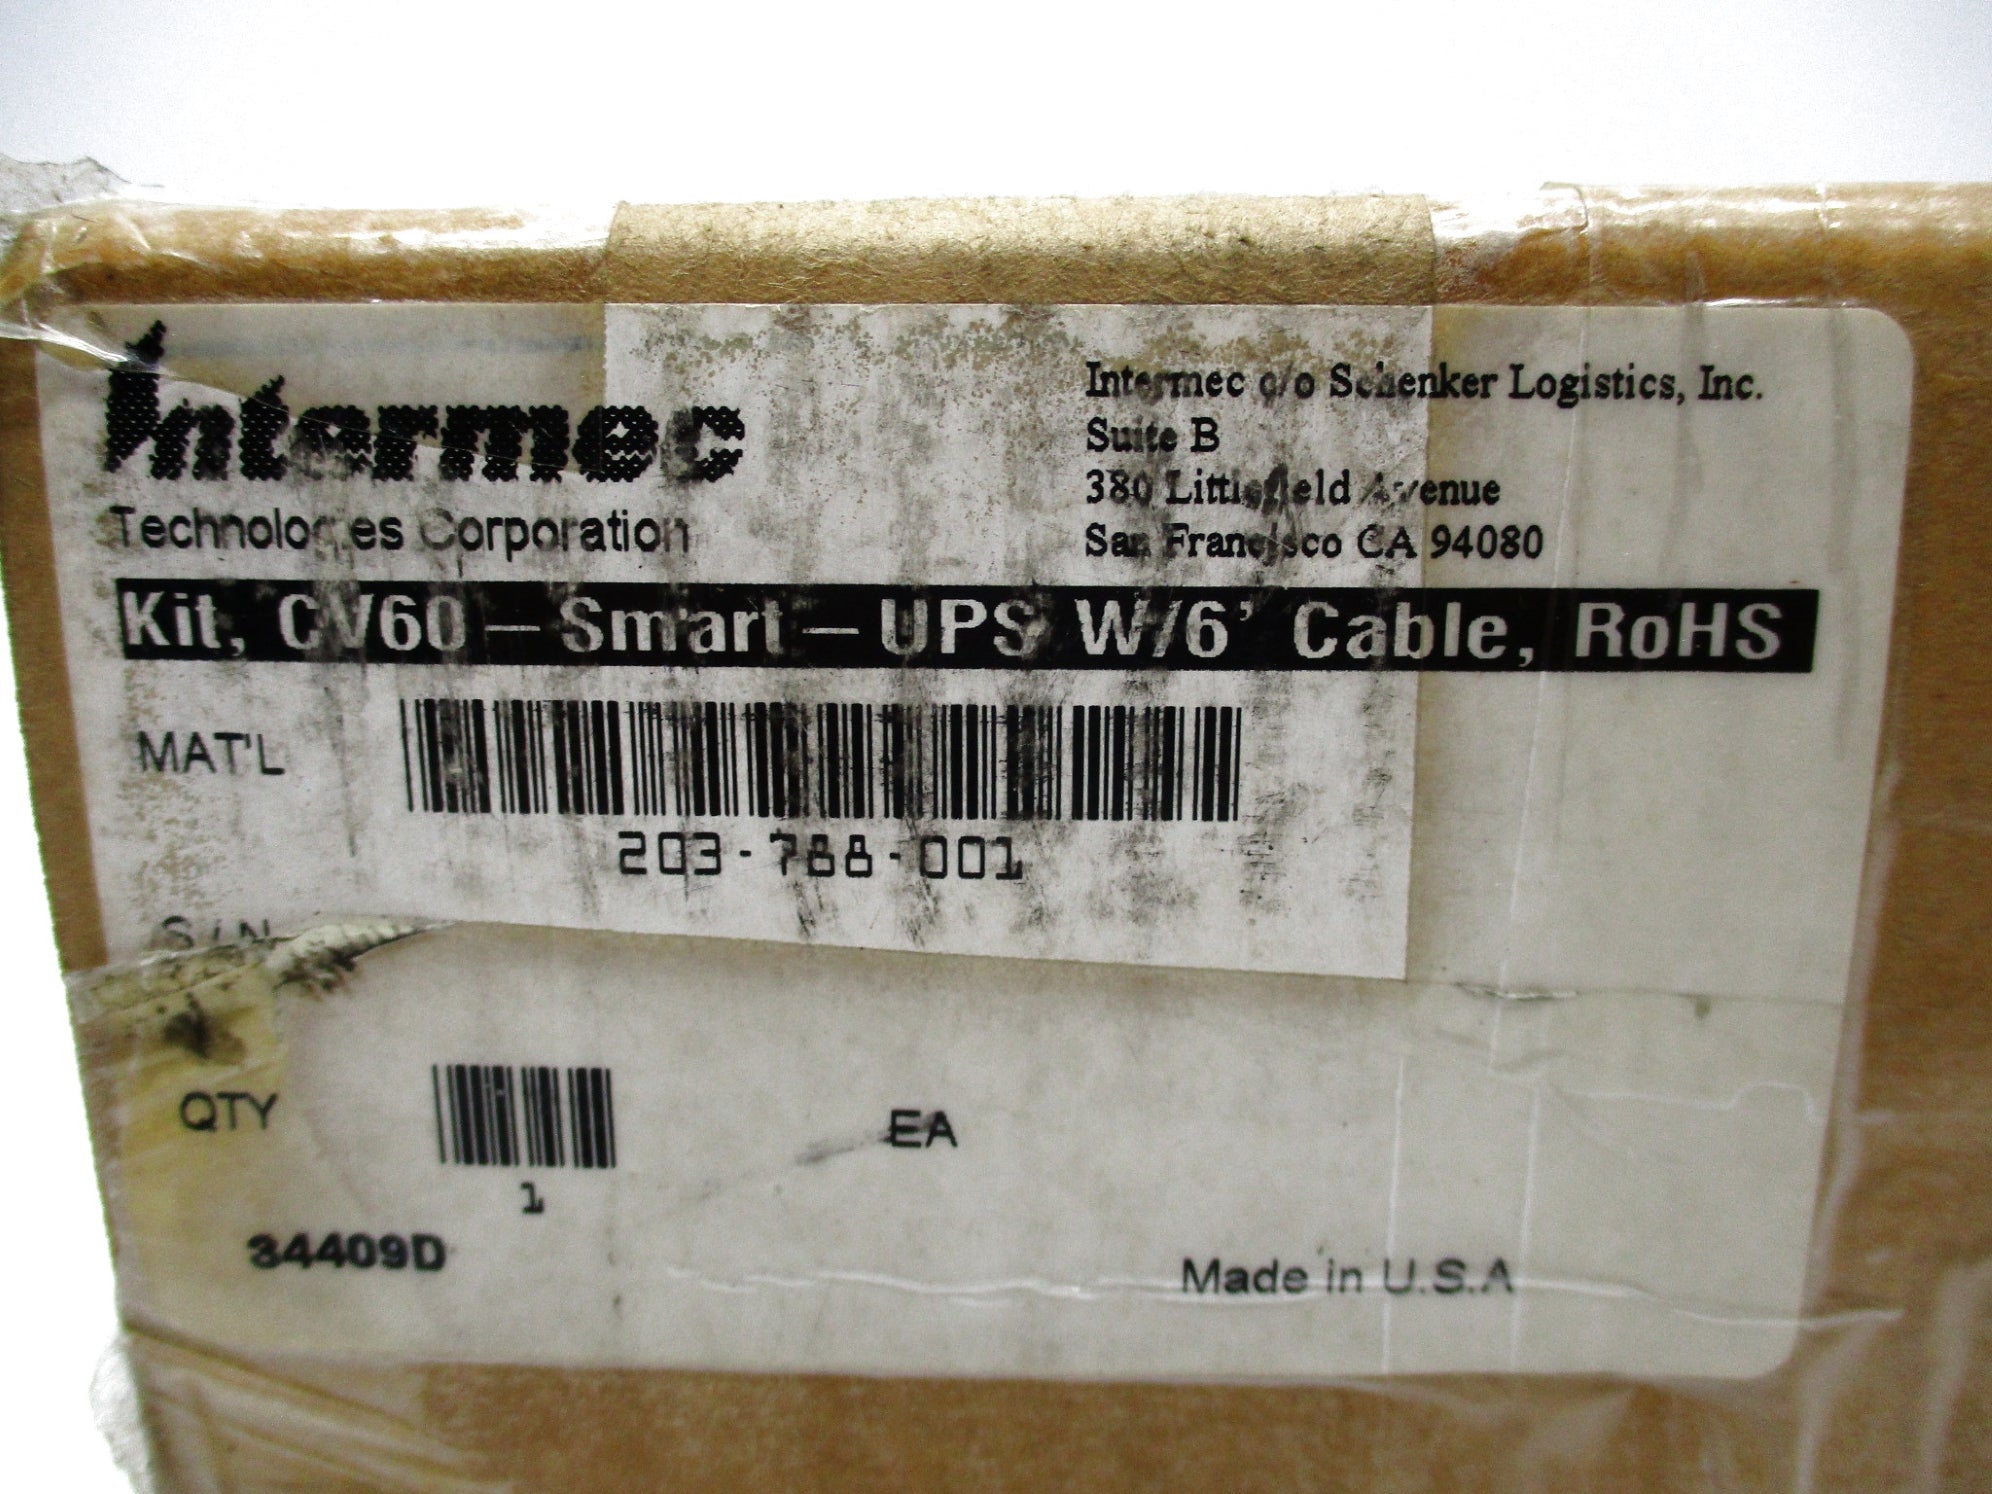 Intermec
Technologies Corporation
Intermec c/o Schenker Logistics, Inc.
Suite B
380 Littlefield Avenue
San Francisco CA 94080
Kit, CV60 – Smart – UPS W/6' Cable, RoHS
MAT'L
203-788-001
S/N
QTY
EA
1
34409D
Made in U.S.A